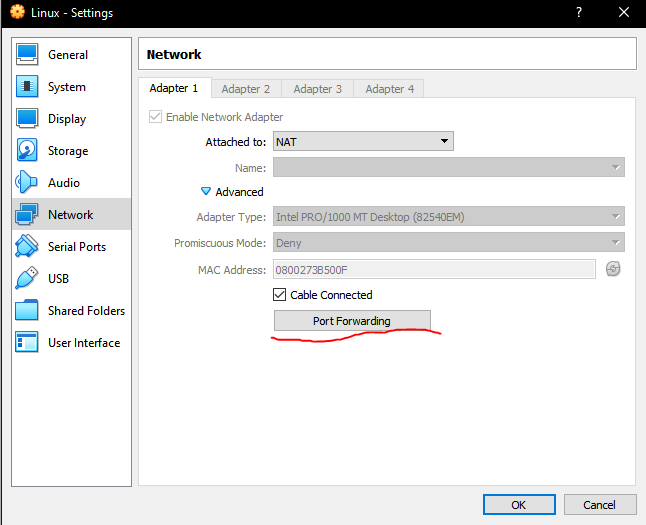 Linux - Settings
?
General
System
Display
Storage
Audio
Network
Serial Ports
USB
Shared Folders
User Interface
Network
Adapter 1 Adapter 2 Adapter 3 Adapter 4
Enable Network Adapter
Attached to: NAT
Name:
Advanced
Adapter Type: Intel PRO/1000 MT Desktop (82540EM)
Promiscuous Mode: Deny
MAC Address: 0800273B500F
Cable Connected
Port Forwarding
OK Cancel